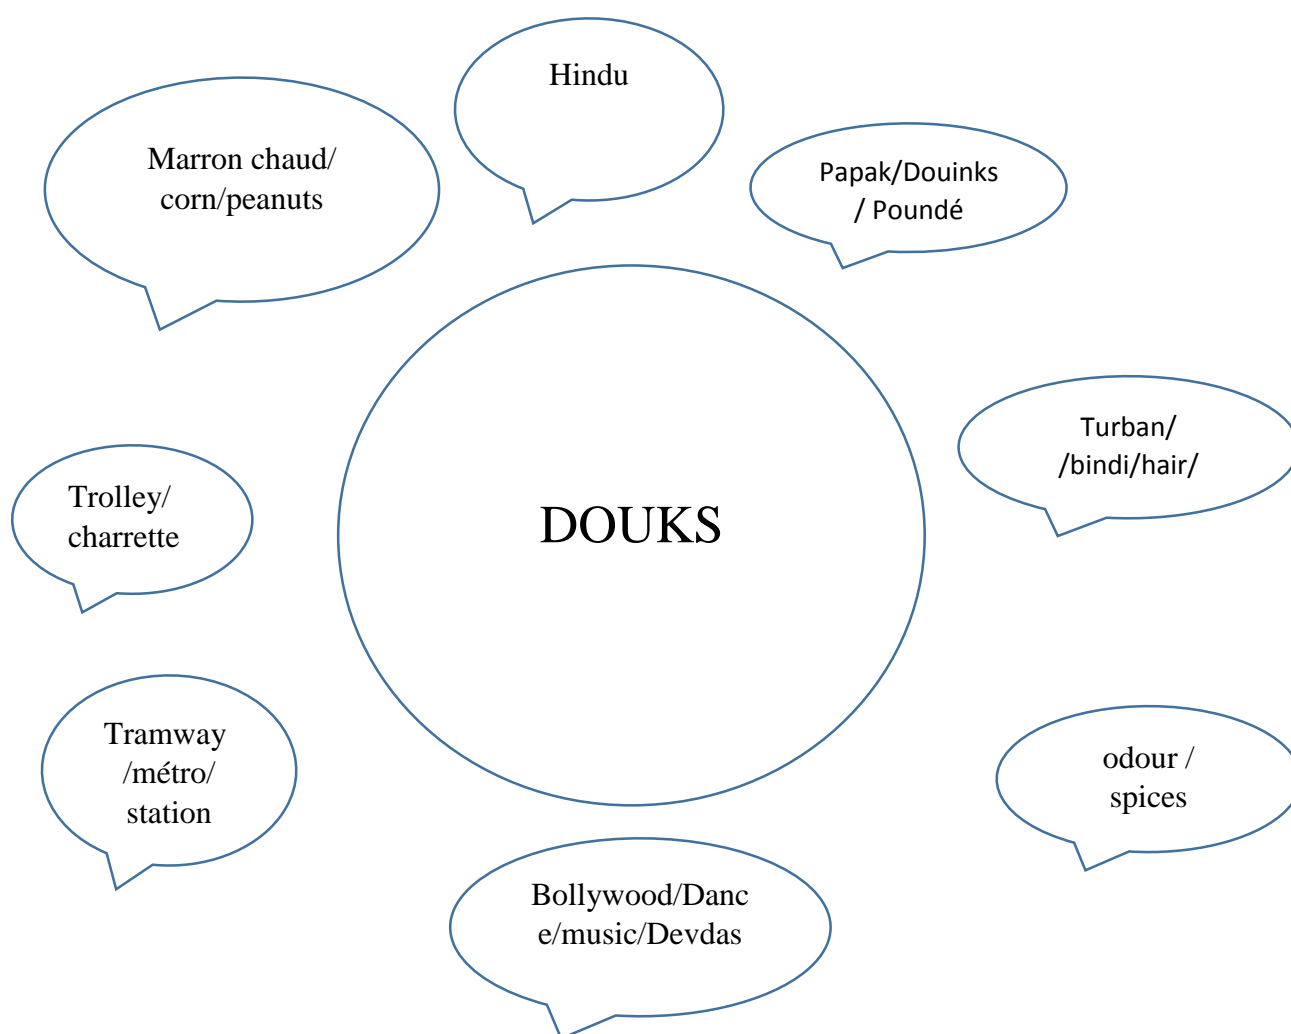 Hindu
Marron chaud/
corn/peanuts
Papak/Douinks
/ Poundé
Turban/
/bindi/hair/
Trolley/
charrette
DOUKS
Tramway
/métro/
station
odour /
spices
Bollywood/Danc
e/music/Devdas